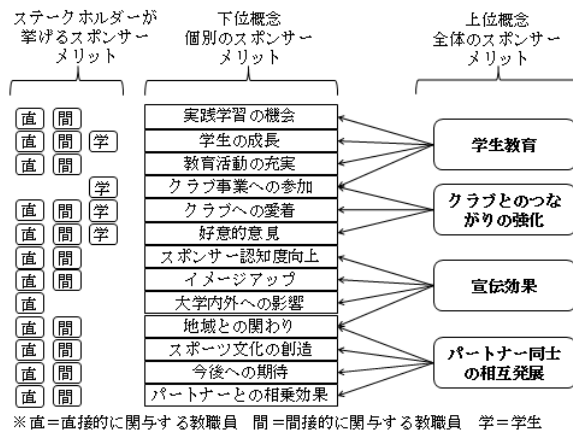 ステークホルダーが
挙げるスポンサー
メリット
下位概念
個別のスポンサー
メリット
上位概念
全体のスポンサー
メリット
直 間 実践学習の機会
直 間 学 学生の成長
直 間 教育活動の充実
学 クラブ事業への参加
直 間 学 クラブへの愛着
直 間 学 好意的意見
直 間 スポンサー認知度向上
直 間 イメージアップ
直 大学内外への影響
直 間 地域との関わり
直 間 スポーツ文化の創造
直 間 今後への期待
直 間 パートナーとの相乗効果
学生教育
クラブとのつな
がりの強化
宣伝効果
パートナー同士
の相互発展
※直=直接的に関与する教職員 間=間接的に関与する教職員 学=学生